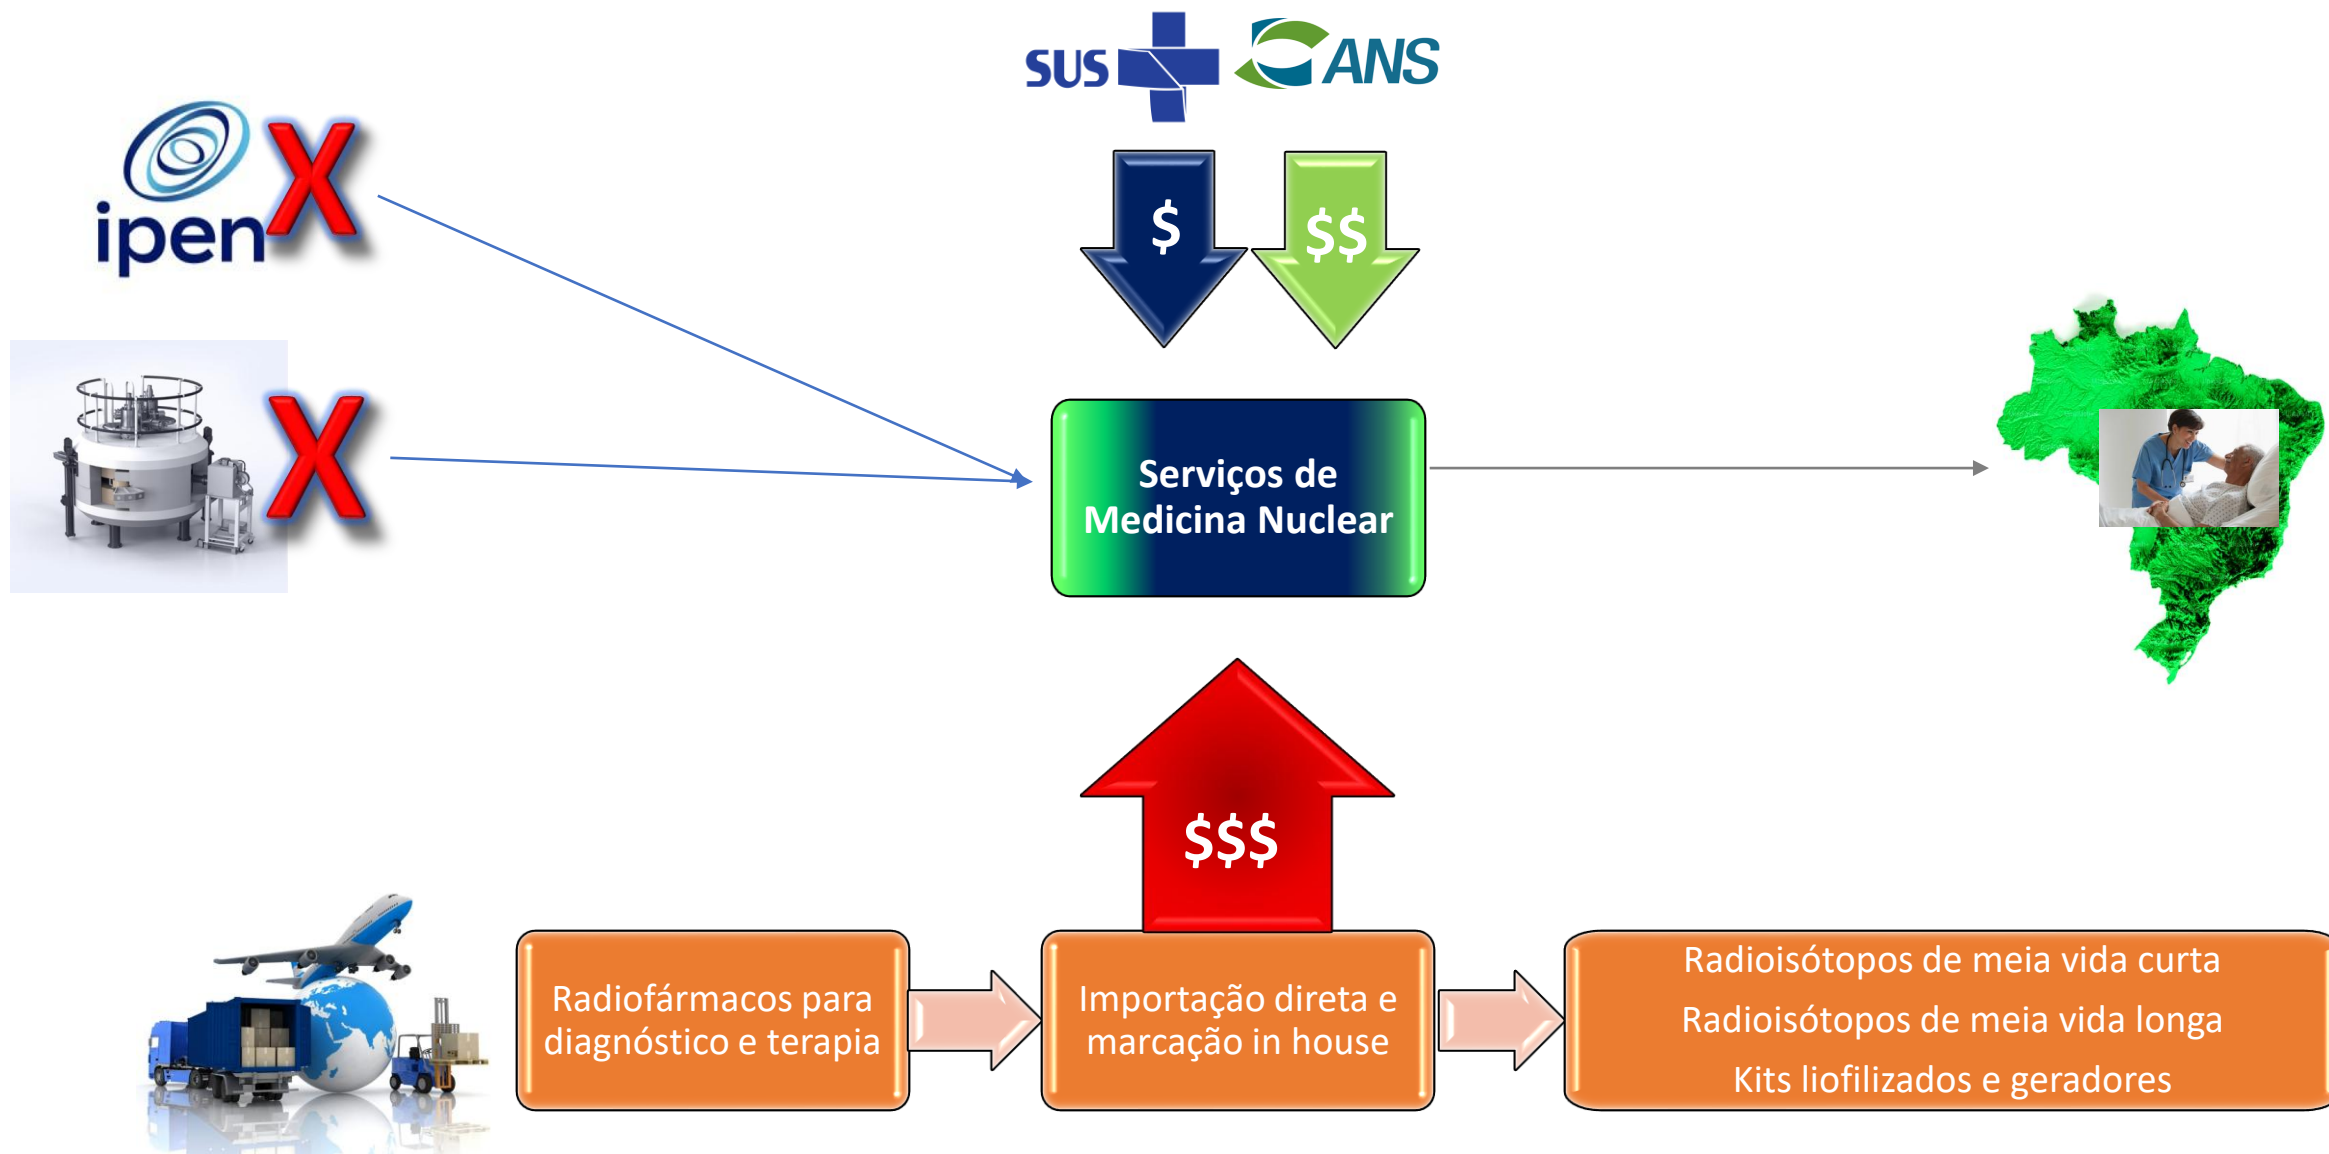 SUS
ANS
ipen
X
$
$$
X
Serviços de
Medicina Nuclear
$$$
Radiofármacos para
diagnóstico e terapia
Importação direta e
marcação in house
Radioisótopos de meia vida curta
Radioisótopos de meia vida longa
Kits liofilizados e geradores